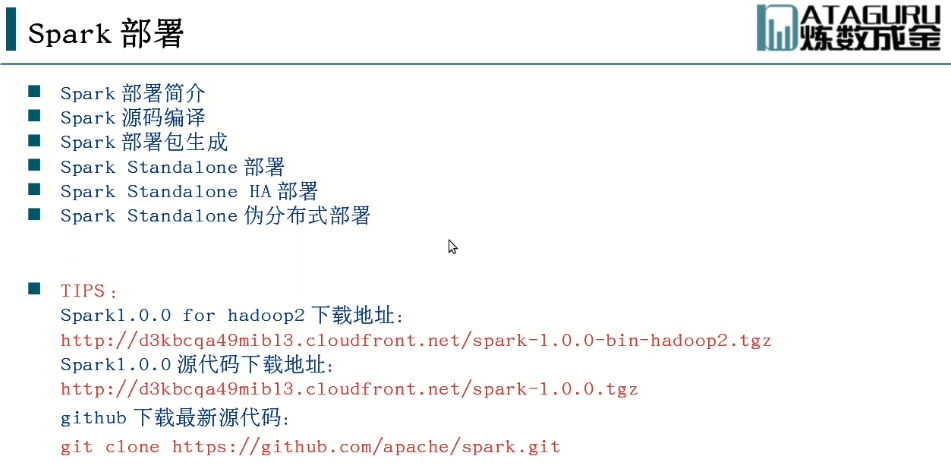 Spark 部署
DATAGURU
炼数成金
Spark 部署简介
Spark 源码编译
Spark 部署包生成
Spark Standalone 部署
Spark Standalone HA 部署
Spark Standalone 伪分布式部署
TIPS：
Spark1.0.0 for hadoop2 下载地址：
http://d3kbcqa49mib13.cloudfront.net/spark-1.0.0-bin-hadoop2.tgz
Spark1.0.0 源代码下载地址：
http://d3kbcqa49mib13.cloudfront.net/spark-1.0.0.tgz
github 下载最新源代码：
git clone https://github.com/apache/spark.git